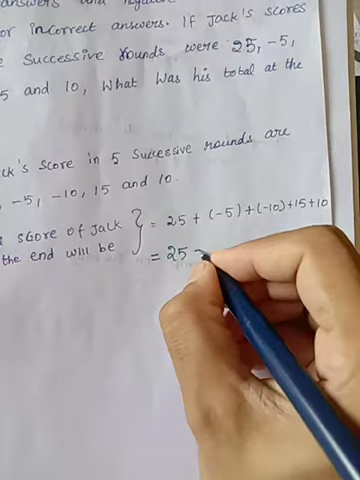 answers and negative
or incorrect answers. If Jack's scores
Successive rounds were 25, -5,
5 and 10, What was his total at the
Jack's score in 5 Successive rounds are
, -5, -10, 15 and 10.
score of Jack } = 25 + (-5) + (-10) + 15 + 10
the end will be
= 25 -